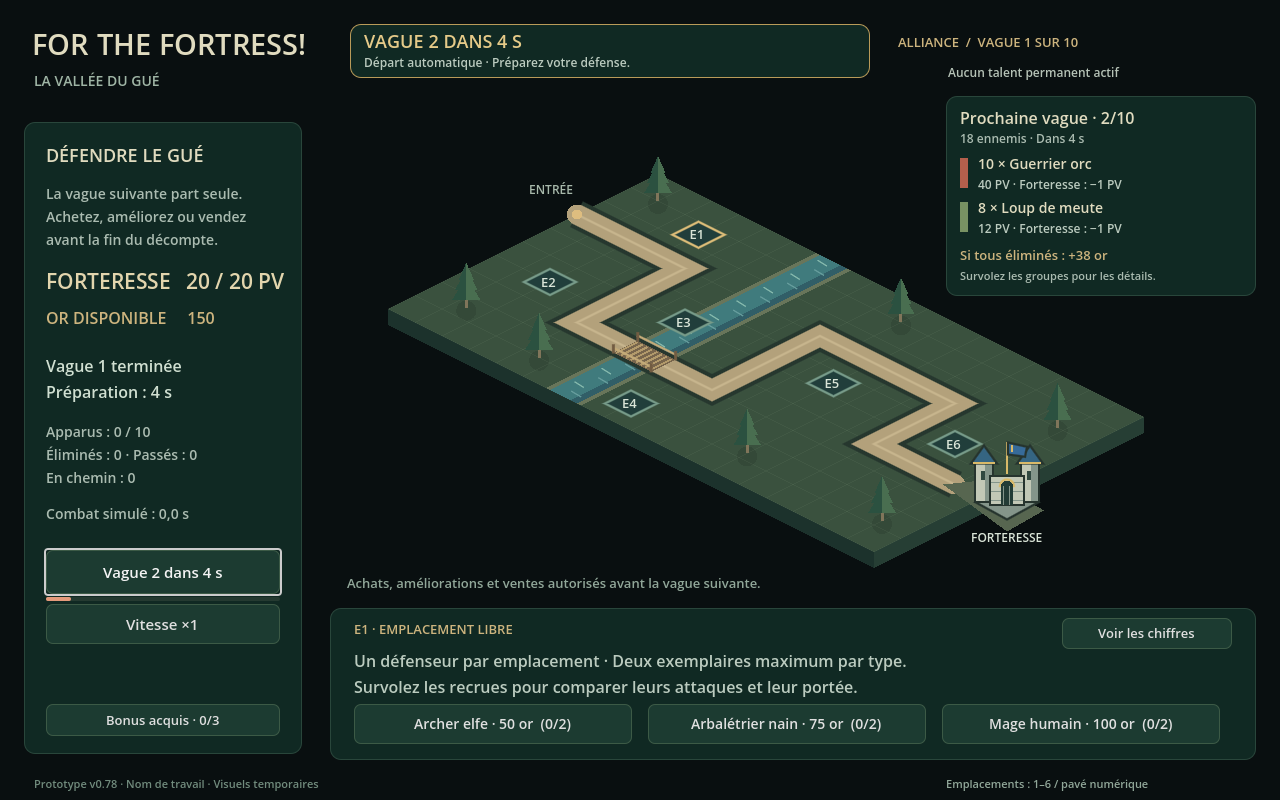 FOR THE FORTRESS!
LA VALLÉE DU GUÉ
VAGUE 2 DANS 4 S
Départ automatique · Préparez votre défense.
ALLIANCE / VAGUE 1 SUR 10
Aucun talent permanent actif
Prochaine vague · 2/10
18 ennemis · Dans 4 s
10 × Guerrier orc
40 PV · Forteresse : −1 PV
8 × Loup de meute
12 PV · Forteresse : −1 PV
Si tous éliminés : +38 or
Survolez les groupes pour les détails.
DÉFENDRE LE GUÉ
La vague suivante part seule.
Achetez, améliorez ou vendez
avant la fin du décompte.
FORTERESSE 20 / 20 PV
OR DISPONIBLE 150
Vague 1 terminée
Préparation : 4 s
Apparus : 0 / 10
Éliminés : 0 · Passés : 0
En chemin : 0
Combat simulé : 0,0 s
Vague 2 dans 4 s
Vitesse ×1
Bonus acquis · 0/3
ENTRÉE
E1
E2
E3
E4
E5
E6
FORTERESSE
Achats, améliorations et ventes autorisés avant la vague suivante.
E1 · EMPLACEMENT LIBRE
Voir les chiffres
Un défenseur par emplacement · Deux exemplaires maximum par type.
Survolez les recrues pour comparer leurs attaques et leur portée.
Archer elfe · 50 or (0/2)
Arbalétrier nain · 75 or (0/2)
Mage humain · 100 or (0/2)
Prototype v0.78 · Nom de travail · Visuels temporaires
Emplacements : 1–6 / pavé numérique